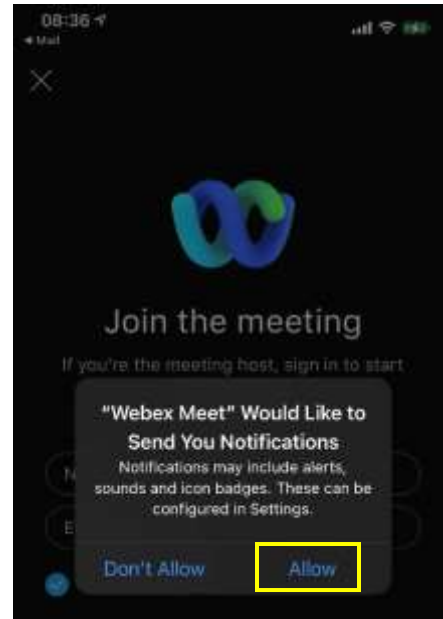 08:36
Mail
Join the meeting
If you're the meeting host, sign in to start
"Webex Meet" Would Like to
Send You Notifications
Notifications may include alerts,
sounds and icon badges. These can be
configured in Settings.
N
E
Don't Allow
Allow